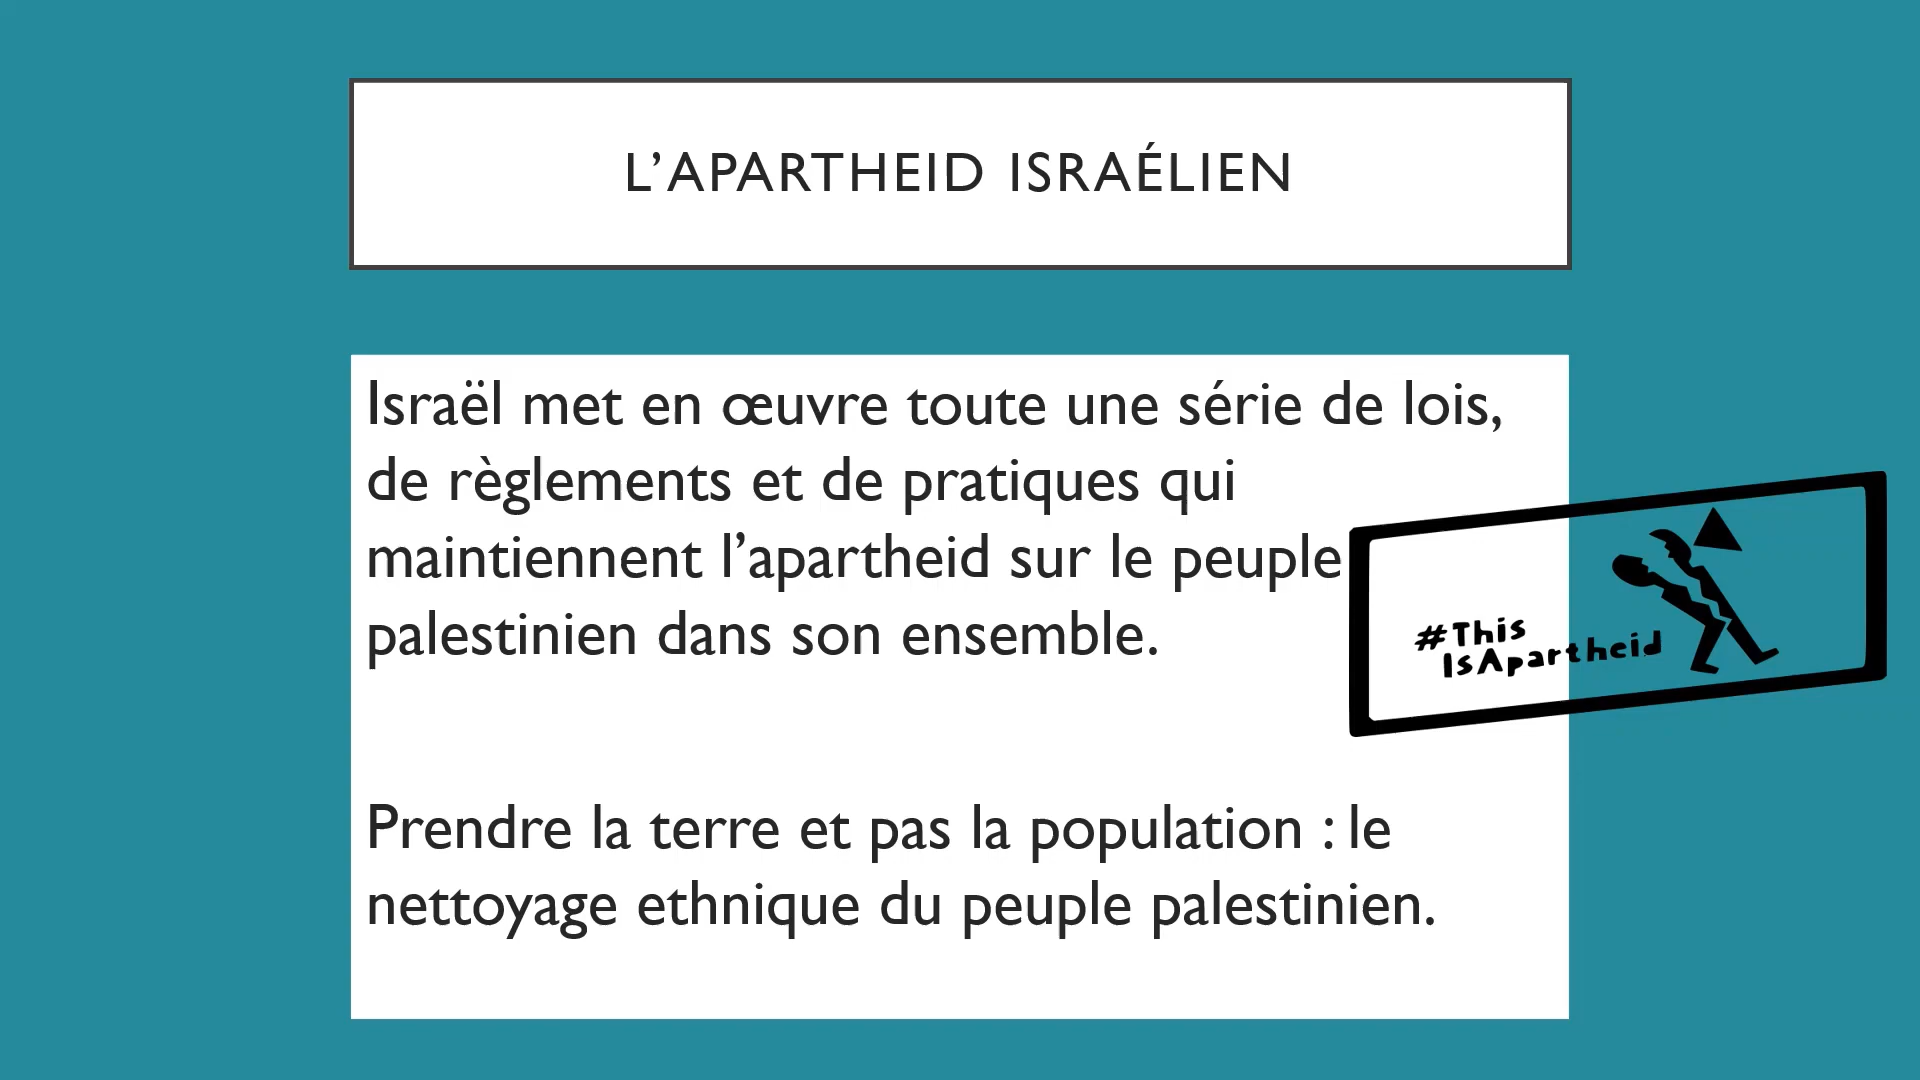 L’APARTHEID ISRAÉLIEN
Israël met en œuvre toute une série de lois,
de règlements et de pratiques qui
maintiennent l’apartheid sur le peuple
palestinien dans son ensemble.
#This
IsApartheid
Prendre la terre et pas la population : le
nettoyage ethnique du peuple palestinien.